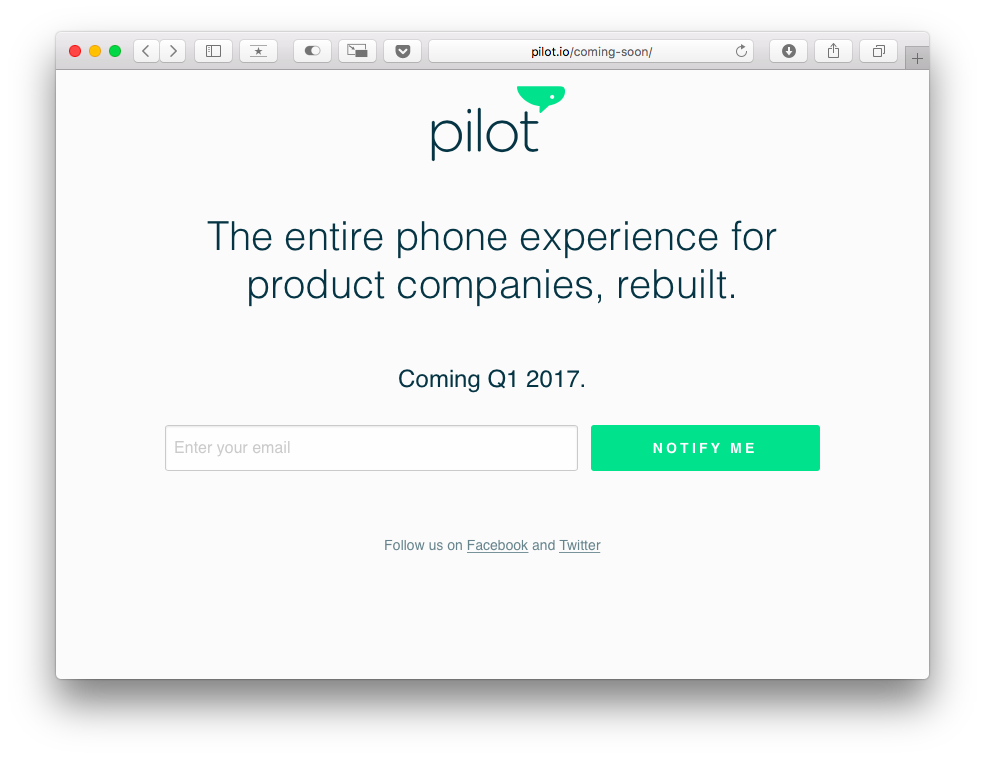 pilot.io/coming-soon/
pilot
The entire phone experience for
product companies, rebuilt.
Coming Q1 2017.
Enter your email
NOTIFY ME
Follow us on Facebook and Twitter